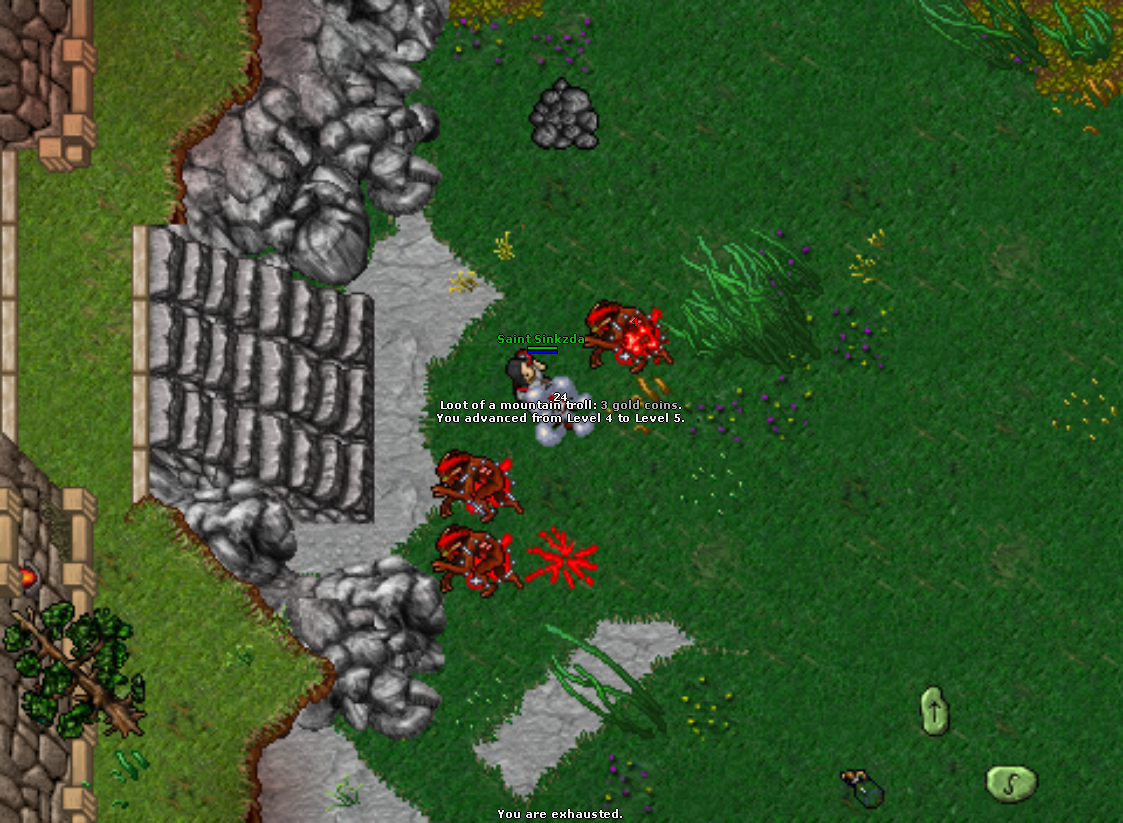 4
Saint Sinkzda
24
Loot of a mountain troll: 3 gold coins.
You advanced from Level 4 to Level 5.
You are exhausted.